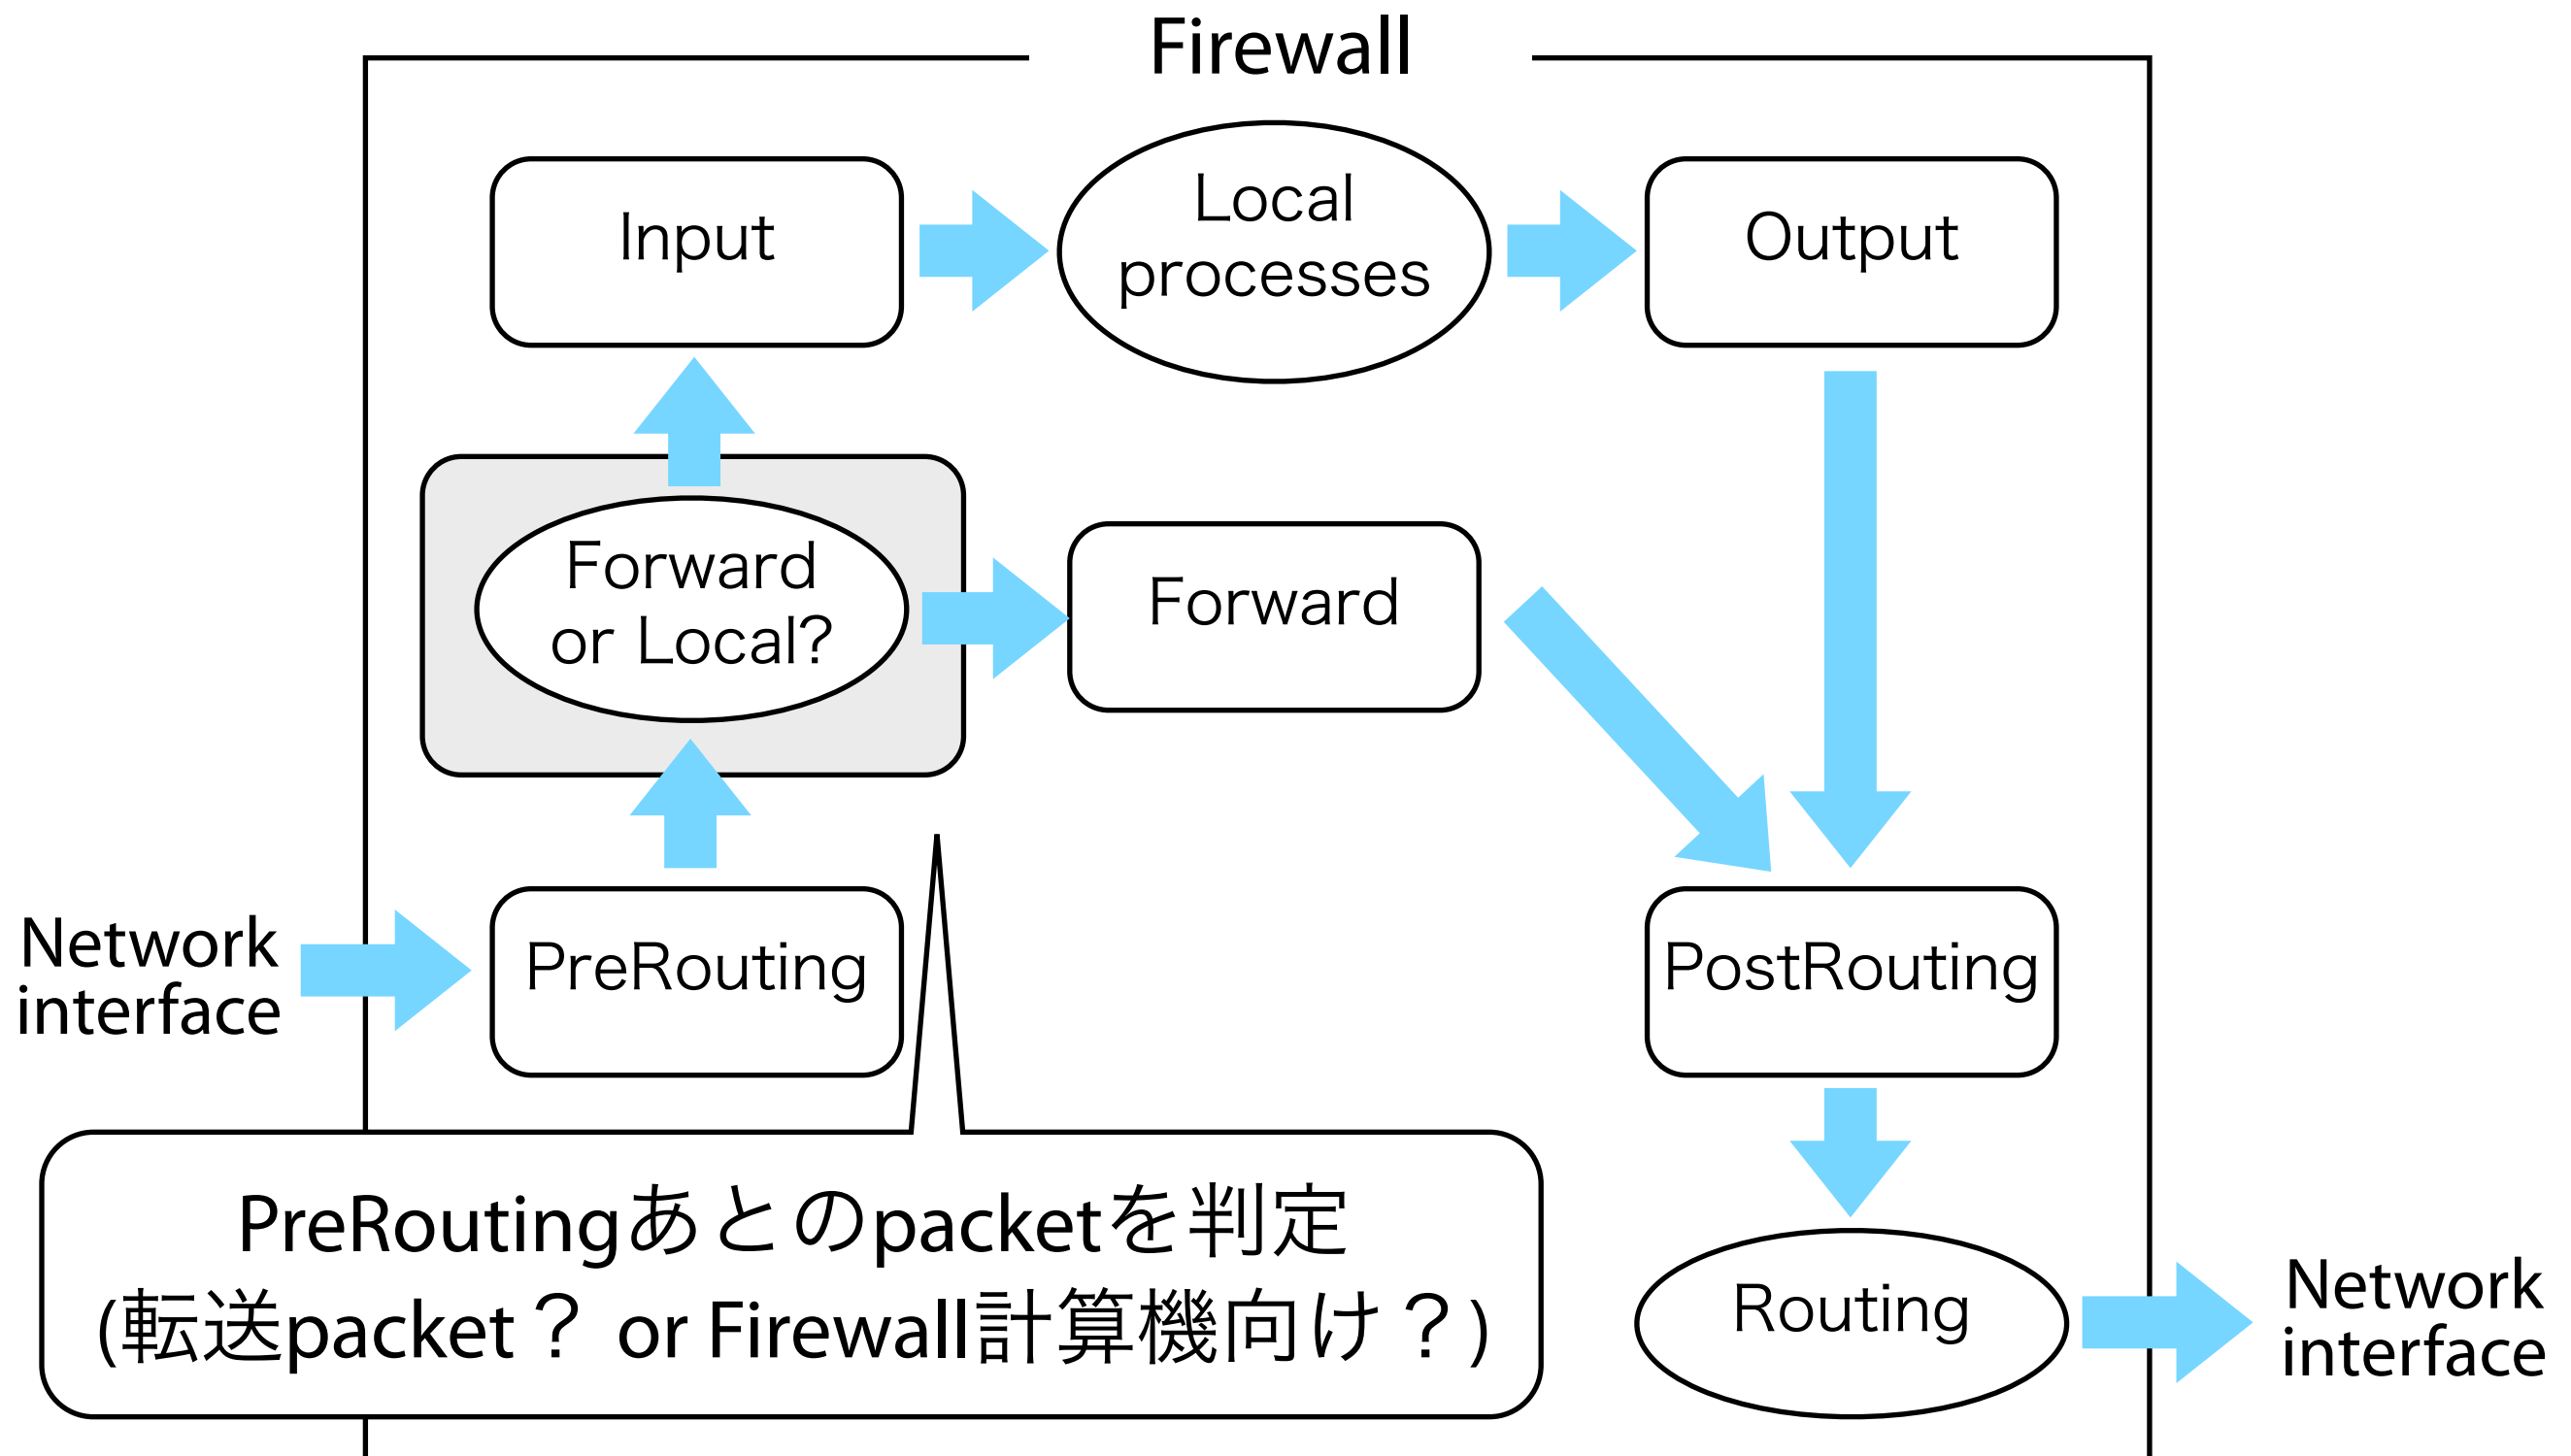 Firewall
Input
Local
processes
Output
Forward
or Local?
Forward
Network
interface
PreRouting
PostRouting
PreRoutingあとのpacketを判定
(転送packet？ or Firewall計算機向け？)
Routing
Network
interface